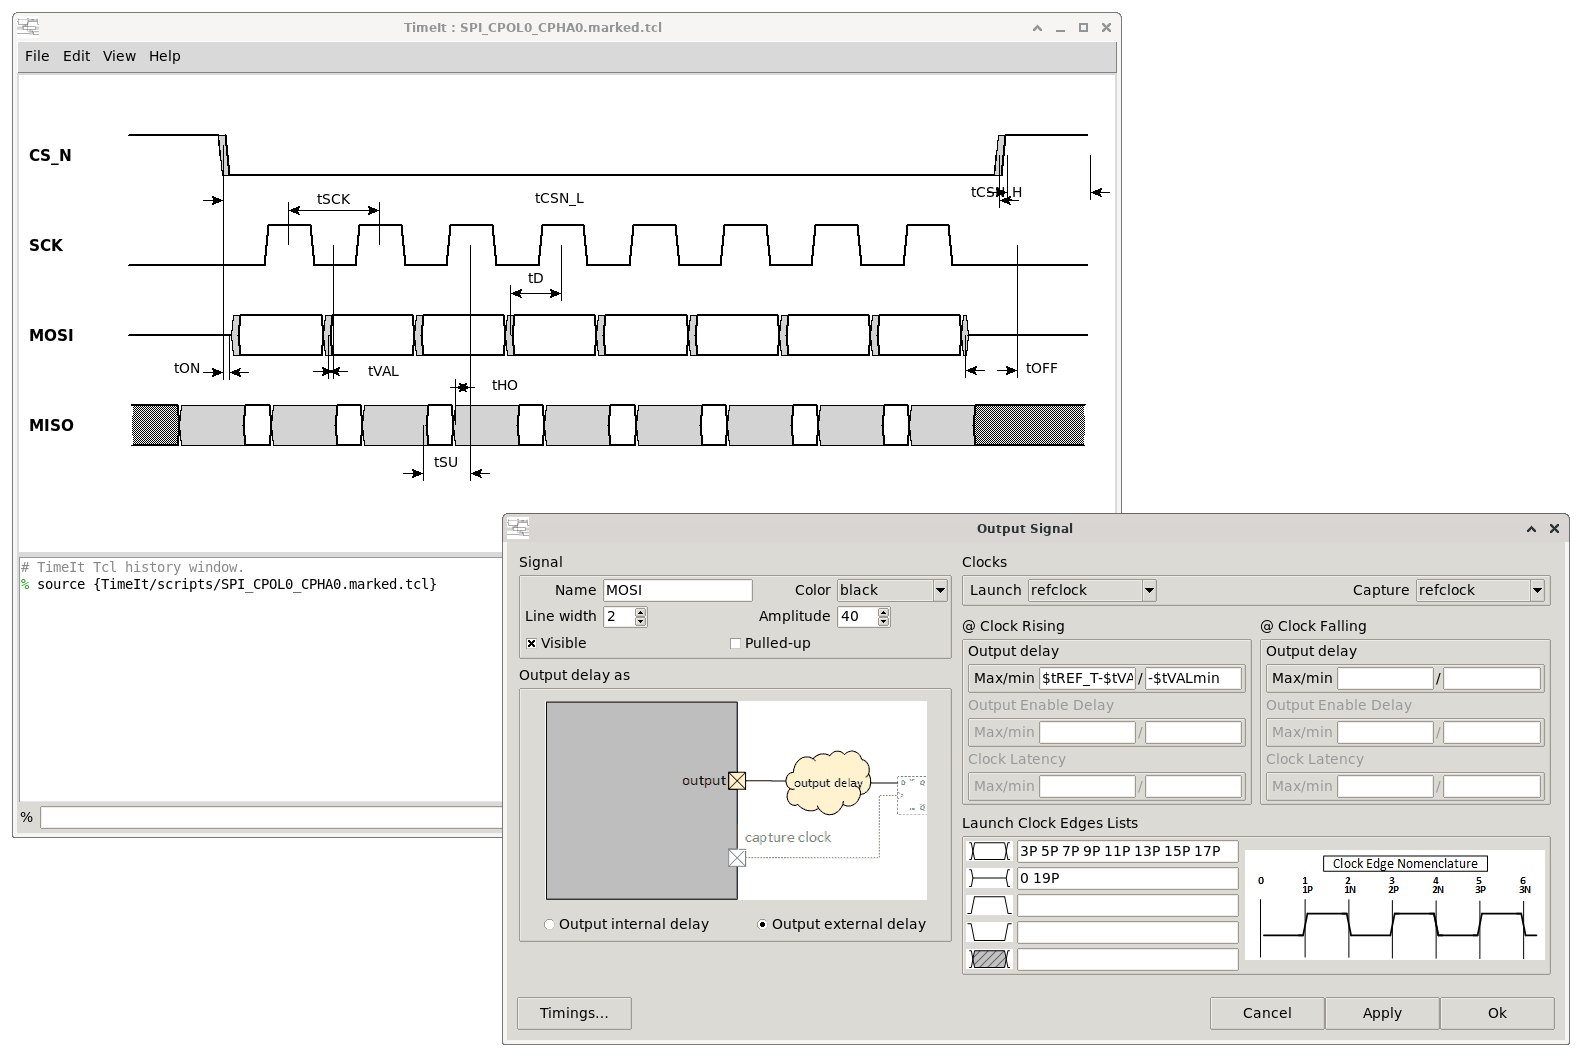 TimeIt : SPI_CPOL0_CPHA0.marked.tcl
File Edit View Help
CS_N
tCSN_H
tSCK
tCSN_L
SCK
tD
MOSI
tON
tVAL
tOFF
tHO
MISO
tSU
# TimeIt Tcl history window.
% source {TimeIt/scripts/SPI_CPOL0_CPHA0.marked.tcl}
%
Output Signal
Signal
Name MOSI Color black
Line width 2 Amplitude 40
Visible Pulled-up
Output delay as
output
output delay
capture clock
Output internal delay Output external delay
Timings...
Clocks
Launch refclock Capture refclock
@ Clock Rising
Output delay
Max/min $tREF_T-$tVA / -$tVALmin
Output Enable Delay
Max/min /
Clock Latency
Max/min /
@ Clock Falling
Output delay
Max/min /
Output Enable Delay
Max/min /
Clock Latency
Max/min /
Launch Clock Edges Lists
3P 5P 7P 9P 11P 13P 15P 17P
0 19P
Clock Edge Nomenclature
0 1 2 3 4 5 6
1P 1N 2P 2N 3P 3N
Cancel Apply Ok